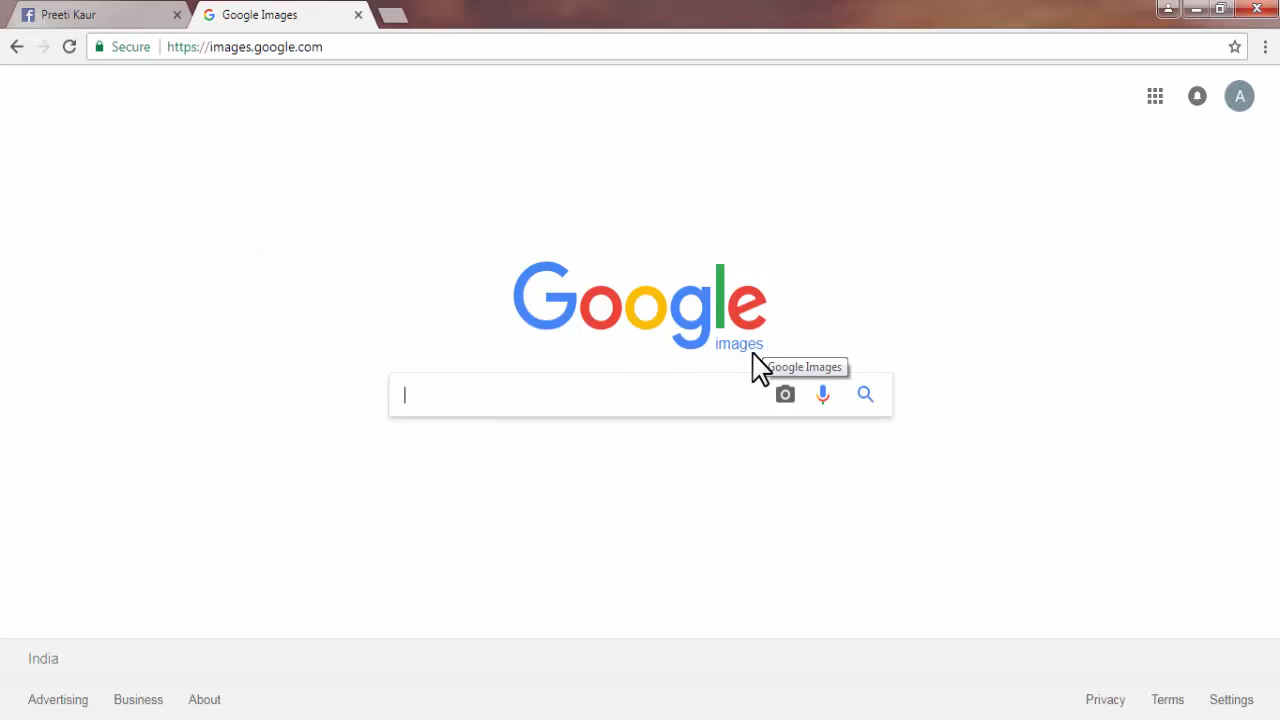 Preeti Kaur
Google Images
Secure https://images.google.com
A
Google
images
Google Images
India
Advertising Business About
Privacy Terms Settings